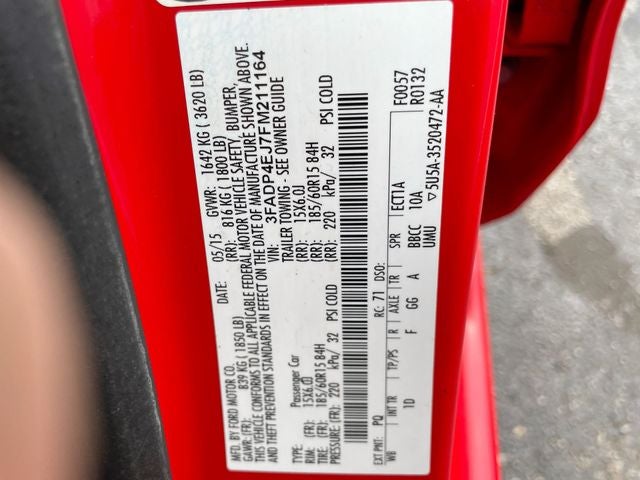 MFD. BY FORD MOTOR CO. DATE: 05/15 GVWR: 1642 KG ( 3620 LB)
GAWR: (FR): 839 KG ( 1850 LB) (RR): 816 KG ( 1800 LB)
THIS VEHICLE CONFORMS TO ALL APPLICABLE FEDERAL MOTOR VEHICLE SAFETY, BUMPER,
AND THEFT PREVENTION STANDARDS IN EFFECT ON THE DATE OF MANUFACTURE SHOWN ABOVE.
VIN: 3FADP4EJ7FM211164
TYPE: Passenger Car TRAILER TOWING - SEE OWNER GUIDE
RIM: (FR): 15X6.0J (RR): 15X6.0J
TIRE (FR): 185/60R15 84H (RR): 185/60R15 84H
PRESSURE: (FR): 220 kPa/ 32 PSI COLD (RR): 220 kPa/ 32 PSI COLD
EXT PNT: PQ RC: 71 DSO: F0057
WB INT TR TP/PS R AXLE TR SPR ECT1A R0132
1D F GG A BBCC 10A
UMU ▽5U5A-3520472-AA